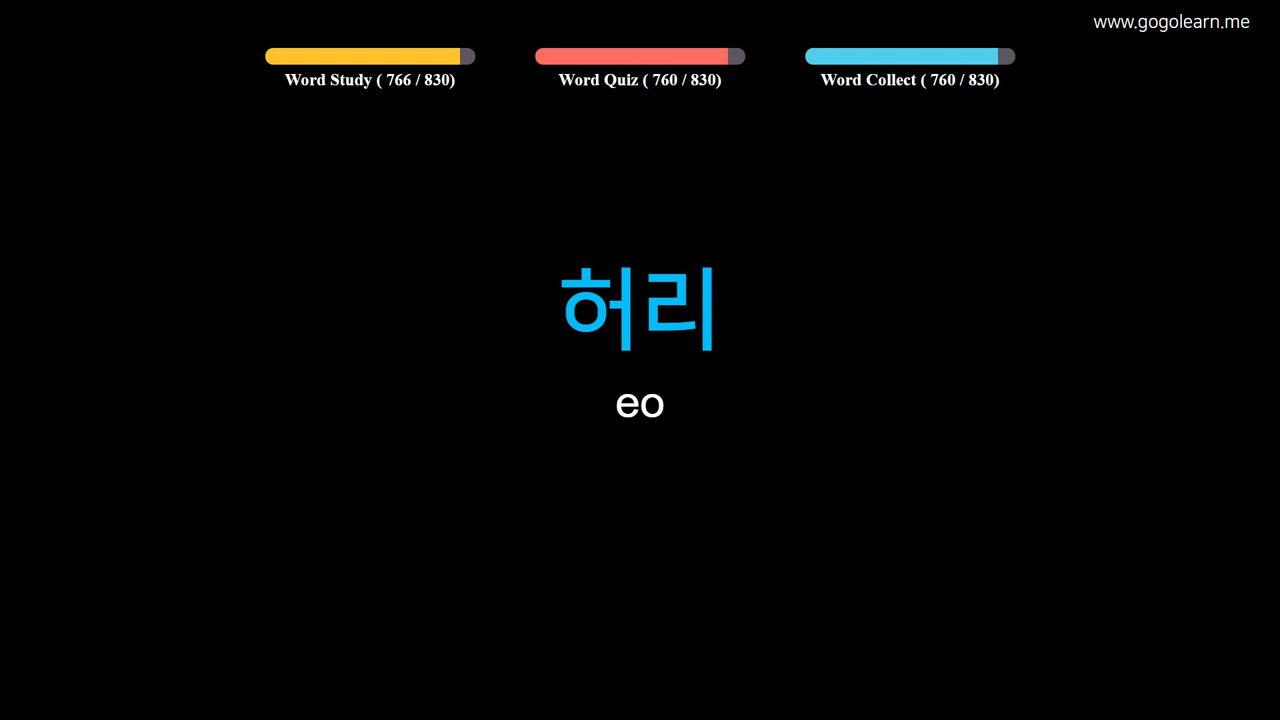 www.gogolearn.me
Word Study ( 766 / 830)
Word Quiz ( 760 / 830)
Word Collect ( 760 / 830)
허리
eo